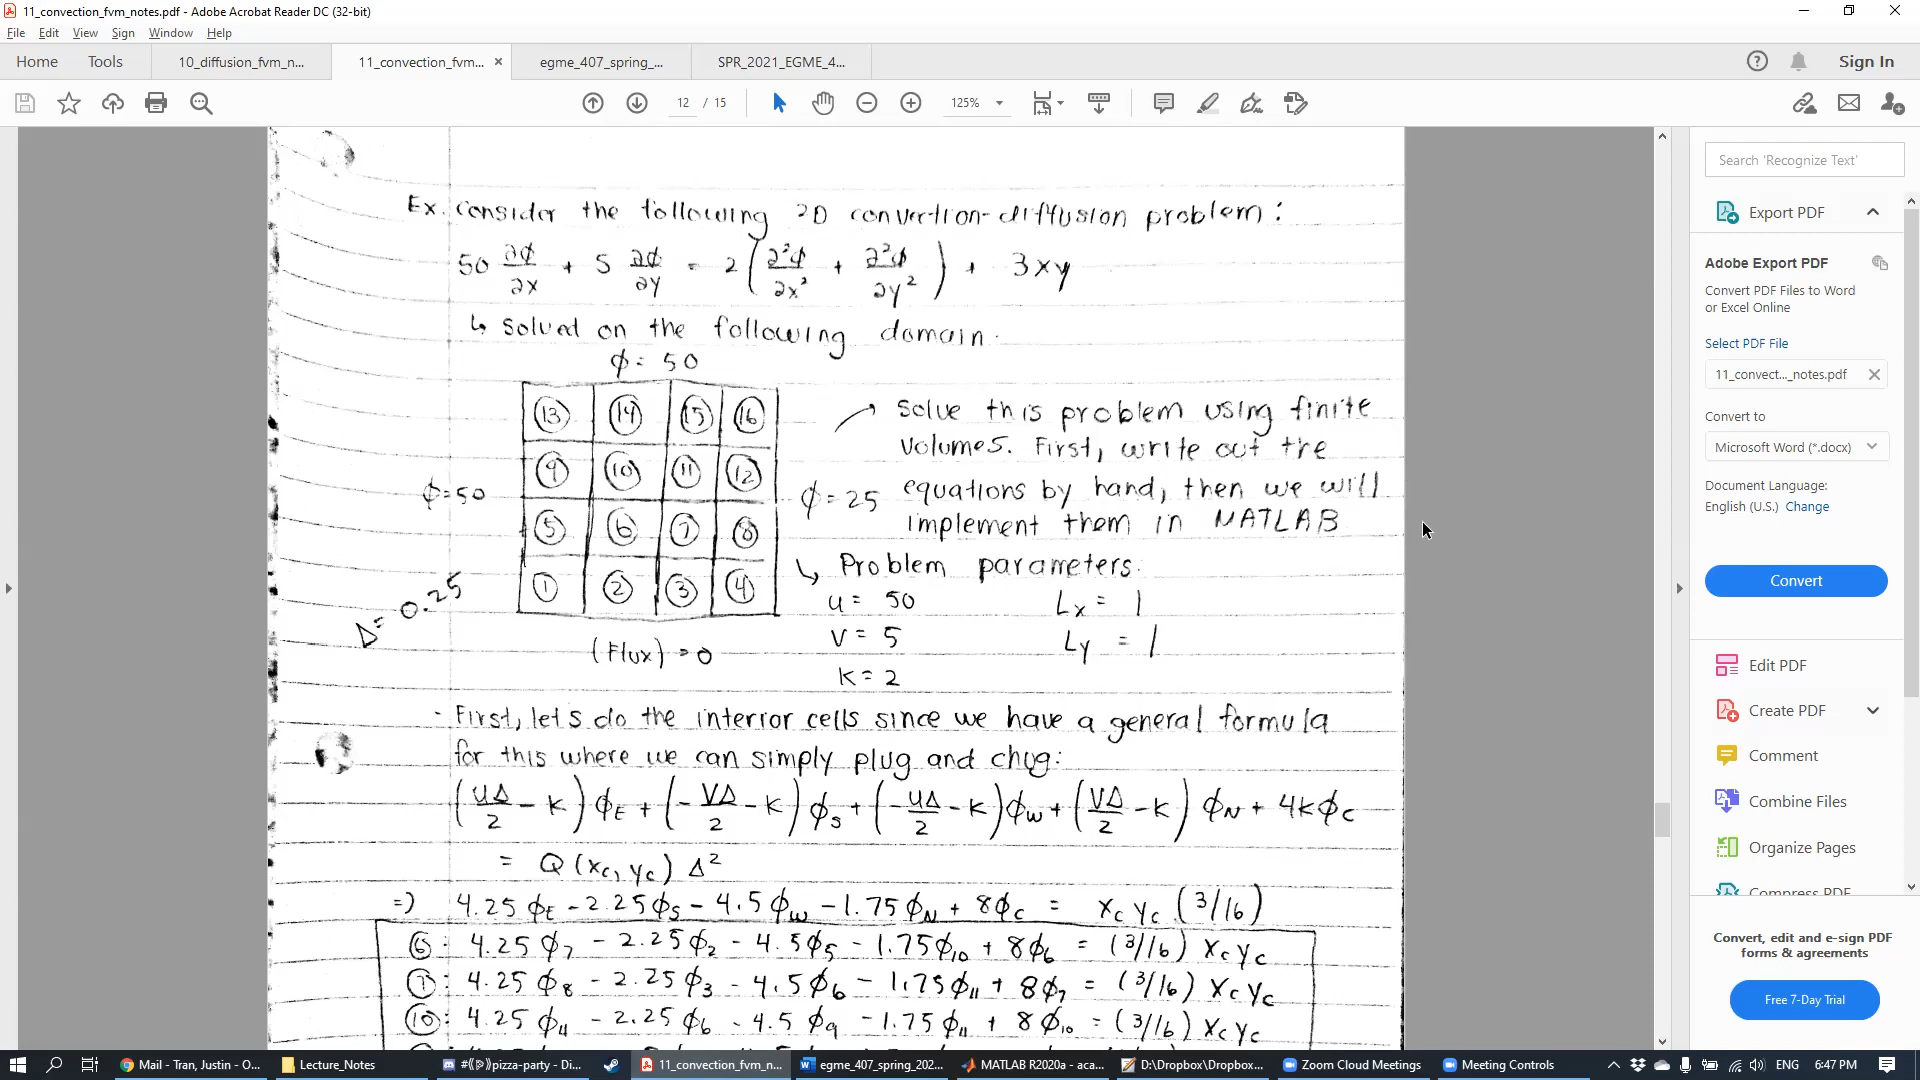 11_convection_fvm_notes.pdf - Adobe Acrobat Reader DC (32-bit)
File Edit View Sign Window Help
Home Tools 10_diffusion_fvm_n... 11_convection_fvm... × egme_407_spring_... SPR_2021_EGME_4... Sign In
12 / 15 125%
Search 'Recognize Text'
Export PDF
Adobe Export PDF
Convert PDF Files to Word
or Excel Online
Select PDF File
11_convect..._notes.pdf
Convert to
Microsoft Word (*.docx)
Document Language:
English (U.S.) Change
Convert
Edit PDF
Create PDF
Comment
Combine Files
Organize Pages
Compress PDF
Convert, edit and e-sign PDF
forms & agreements
Free 7-Day Trial
Ex. Consider the following 2D convection-diffusion problem:
50 ∂φ/∂x + 5 ∂φ/∂y = 2(∂²φ/∂x² + ∂²φ/∂y²) + 3xy
↳ solved on the following domain.
φ = 50
13 14 15 16
9 10 11 12
5 6 7 8
1 2 3 4
φ=50
φ = 25
Δ= 0.25
(Flux) = 0
→ Solve this problem using finite
volumes. First, write out the
equations by hand, then we will
implement them in MATLAB
↳ Problem parameters:
u = 50 Lx = 1
V = 5 Ly = 1
K = 2
- First, let's do the interior cells since we have a general formula
for this where we can simply plug and chug:
(uΔ/2 - K) φE + (-VΔ/2 - K) φS + (-uΔ/2 - K) φW + (VΔ/2 - K) φN + 4KφC
= Q(xc, yc) Δ²
=) 4.25 φE - 2.25 φS - 4.5 φW - 1.75 φN + 8φC = xc yc (3/16)
⑥: 4.25 φ7 - 2.25 φ2 - 4.5 φ5 - 1.75 φ10 + 8φ6 = (3/16) xc yc
⑦: 4.25 φ8 - 2.25 φ3 - 4.5 φ6 - 1.75 φ11 + 8φ7 = (3/16) xc yc
⑩: 4.25 φ11 - 2.25 φ6 - 4.5 φ9 - 1.75 φ11 + 8φ10 = (3/16) xc yc
Mail - Tran, Justin - O... Lecture_Notes #(🍕)pizza-party - Di... 11_convection_fvm_n... egme_407_spring_202... MATLAB R2020a - aca... D:\Dropbox\Dropbox... Zoom Cloud Meetings Meeting Controls ENG 6:47 PM